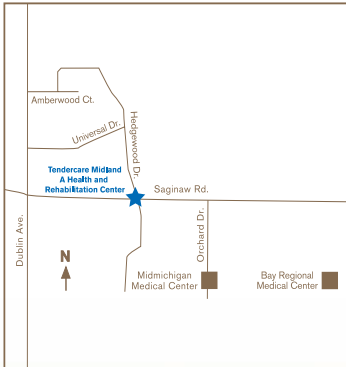 Amberwood Ct.
Universal Dr.
Hedgewood Dr.
Tendercare Midland
A Health and
Rehabilitation Center
Saginaw Rd.
Dublin Ave.
Orchard Dr.
N
Midmichigan
Medical Center
Bay Regional
Medical Center